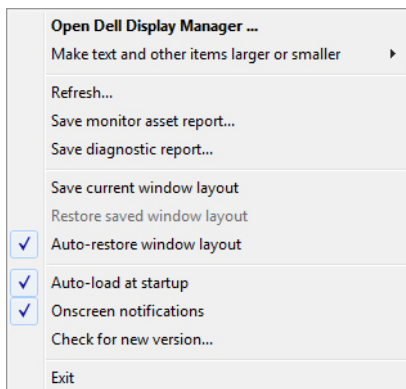 Open Dell Display Manager ...
Make text and other items larger or smaller
Refresh...
Save monitor asset report...
Save diagnostic report...
Save current window layout
Restore saved window layout
Auto-restore window layout
Auto-load at startup
Onscreen notifications
Check for new version...
Exit